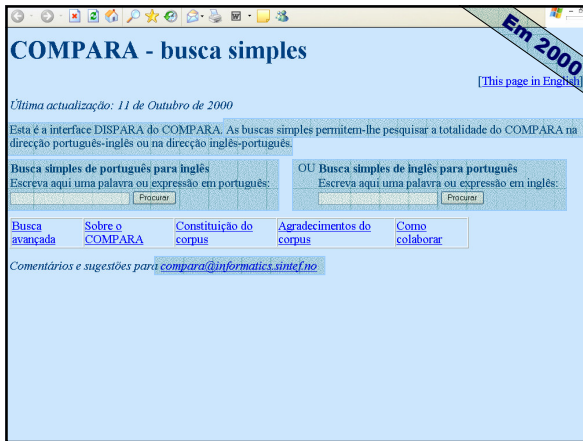 Em 2000
COMPARA - busca simples
[This page in English]
Última actualização: 11 de Outubro de 2000
Esta é a interface DISPARA do COMPARA. As buscas simples permitem-lhe pesquisar a totalidade do COMPARA na
direcção português-inglês ou na direcção inglês-português.
Busca simples de português para inglês
Escreva aqui uma palavra ou expressão em português:
Procurar
OU Busca simples de inglês para português
Escreva aqui uma palavra ou expressão em inglês:
Procurar
Busca avançada
Sobre o COMPARA
Constituição do corpus
Agradecimentos do corpus
Como colaborar
Comentários e sugestões para compara@informatics.sintef.no